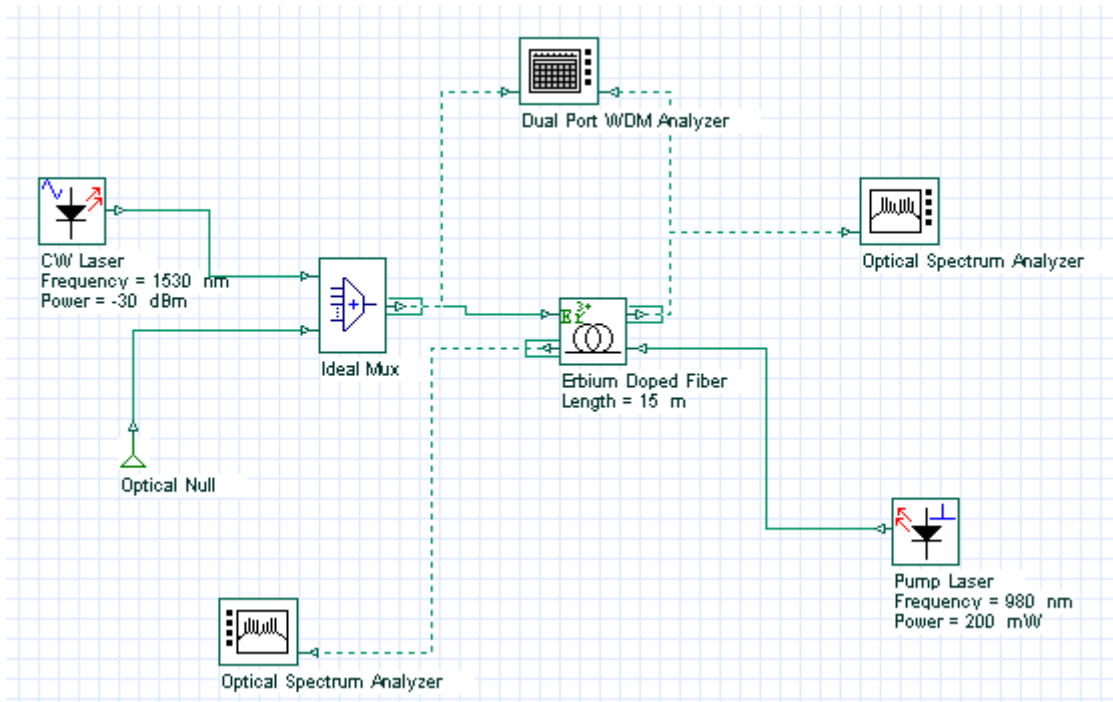 Dual Port WDM Analyzer
CW Laser
Frequency = 1530 nm
Power = -30 dBm
Optical Spectrum Analyzer
Ideal Mux
Erbium Doped Fiber
Length = 15 m
Optical Null
Pump Laser
Frequency = 980 nm
Power = 200 mW
Optical Spectrum Analyzer